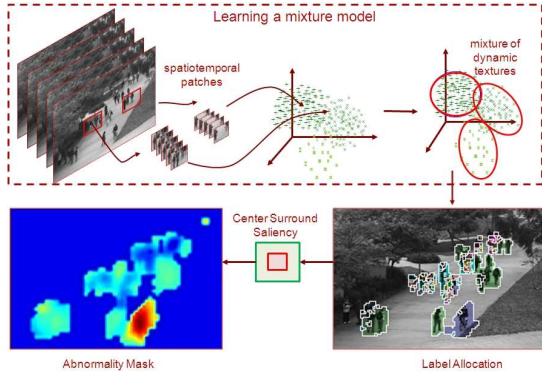 Learning a mixture model
spatiotemporal
patches
mixture of
dynamic
textures
Center Surround
Saliency
Abnormality Mask
Label Allocation